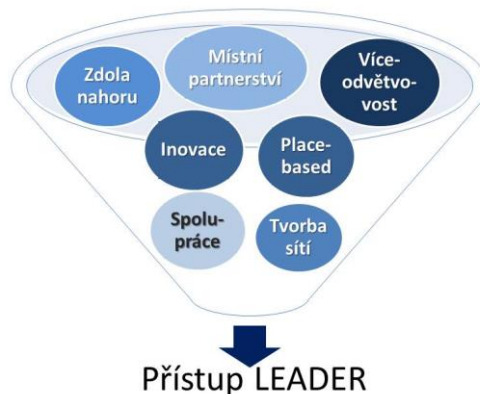 Zdola
nahoru
Místní
partnerství
Více-
odvětvo-
vost
Inovace
Place-
based
Spolu-
práce
Tvorba
sítí
Přístup LEADER